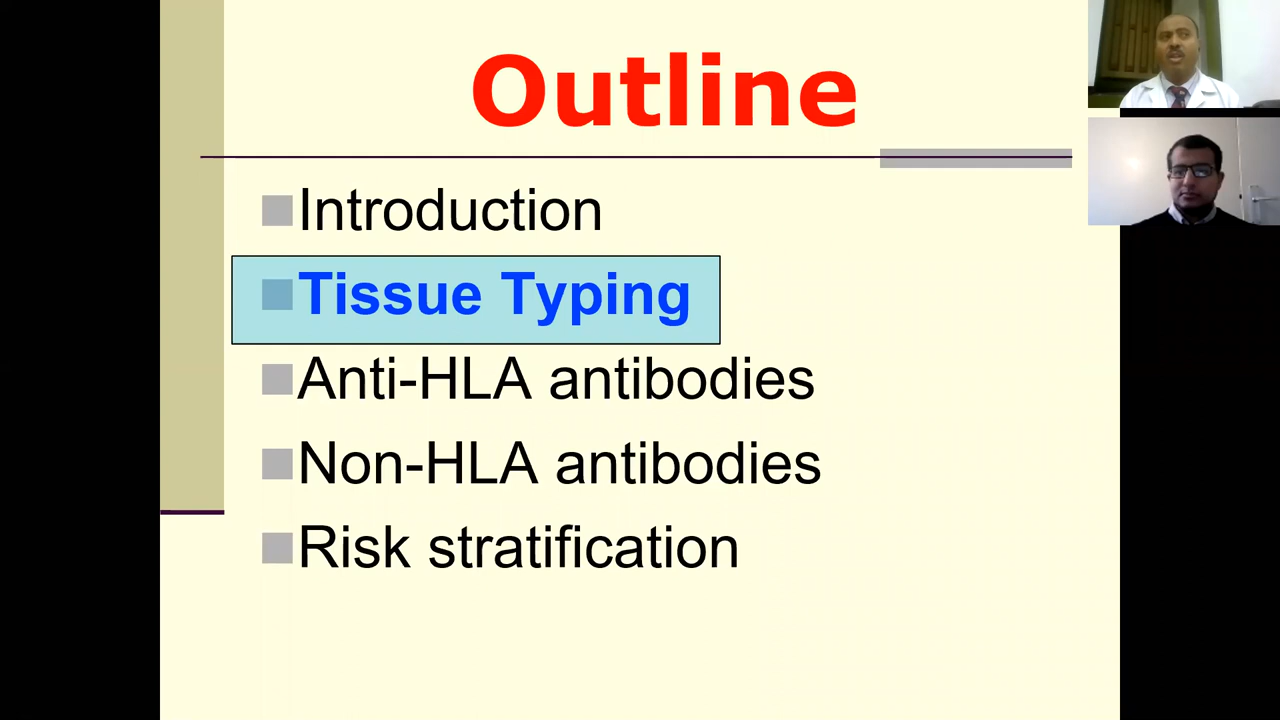 Outline
Introduction
Tissue Typing
Anti-HLA antibodies
Non-HLA antibodies
Risk stratification